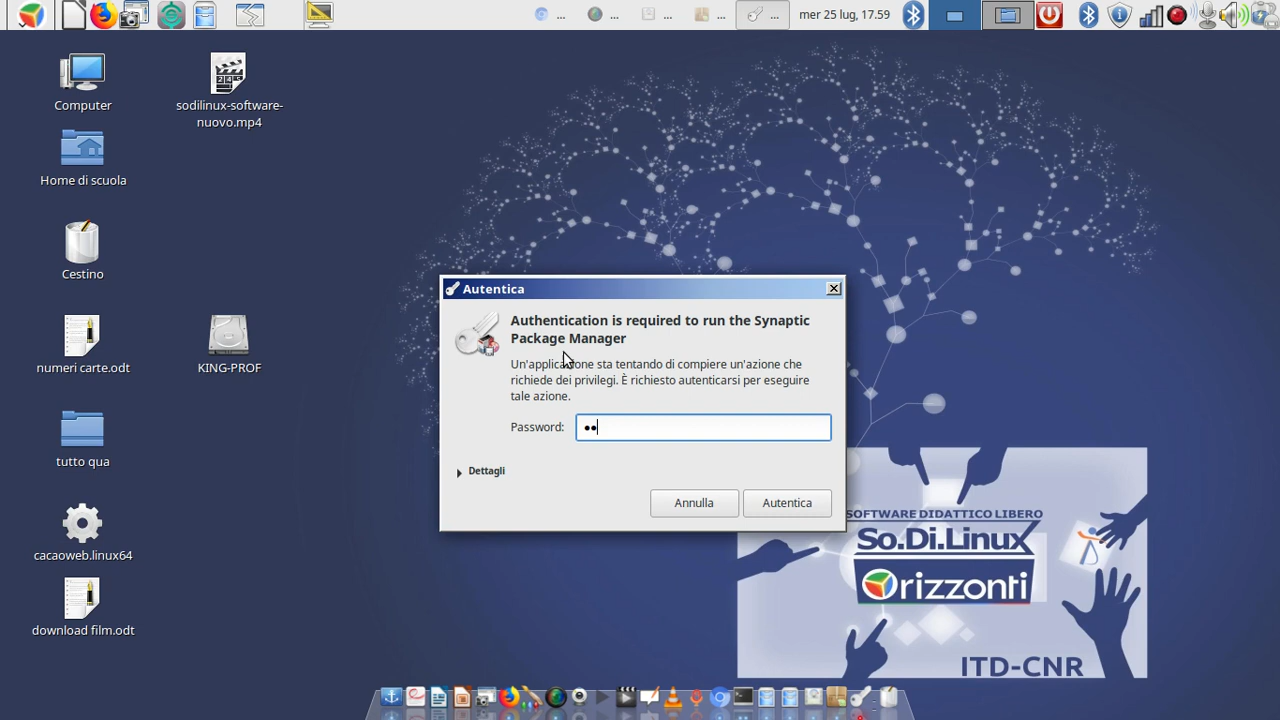 ...
...
...
...
...
mer 25 lug, 17.59
Computer
sodilinux-software-
nuovo.mp4
Home di scuola
Cestino
numeri carte.odt
KING-PROF
tutto qua
cacaoweb.linux64
download film.odt
Autentica
Authentication is required to run the Synaptic
Package Manager
Un'applicazione sta tentando di compiere un'azione che
richiede dei privilegi. È richiesto autenticarsi per eseguire
tale azione.
Password: ••
Dettagli
Annulla
Autentica
SOFTWARE DIDATTICO LIBERO
So.Di.Linux
Orizzonti
ITD-CNR